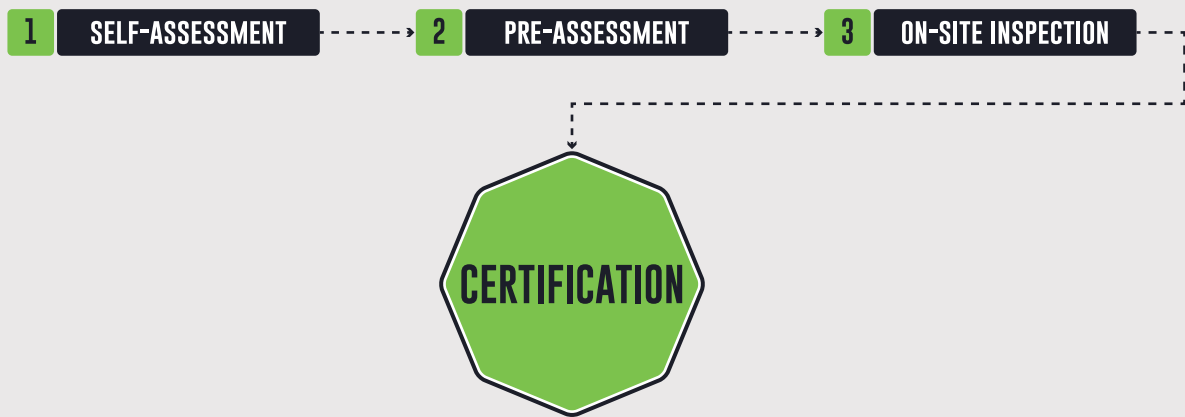 1 SELF-ASSESSMENT
2 PRE-ASSESSMENT
3 ON-SITE INSPECTION
CERTIFICATION